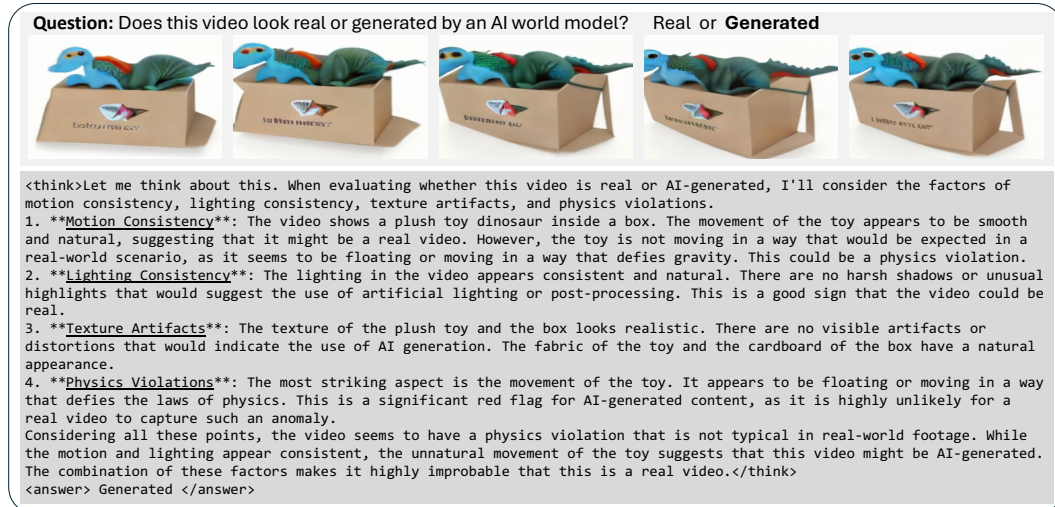 Question: Does this video look real or generated by an AI world model? Real or Generated
<think>Let me think about this. When evaluating whether this video is real or AI-generated, I'll consider the factors of
motion consistency, lighting consistency, texture artifacts, and physics violations.
1. **Motion Consistency**: The video shows a plush toy dinosaur inside a box. The movement of the toy appears to be smooth
and natural, suggesting that it might be a real video. However, the toy is not moving in a way that would be expected in a
real-world scenario, as it seems to be floating or moving in a way that defies gravity. This could be a physics violation.
2. **Lighting Consistency**: The lighting in the video appears consistent and natural. There are no harsh shadows or unusual
highlights that would suggest the use of artificial lighting or post-processing. This is a good sign that the video could be
real.
3. **Texture Artifacts**: The texture of the plush toy and the box looks realistic. There are no visible artifacts or
distortions that would indicate the use of AI generation. The fabric of the toy and the cardboard of the box have a natural
appearance.
4. **Physics Violations**: The most striking aspect is the movement of the toy. It appears to be floating or moving in a way
that defies the laws of physics. This is a significant red flag for AI-generated content, as it is highly unlikely for a
real video to capture such an anomaly.
Considering all these points, the video seems to have a physics violation that is not typical in real-world footage. While
the motion and lighting appear consistent, the unnatural movement of the toy suggests that this video might be AI-generated.
The combination of these factors makes it highly improbable that this is a real video.</think>
<answer> Generated </answer>